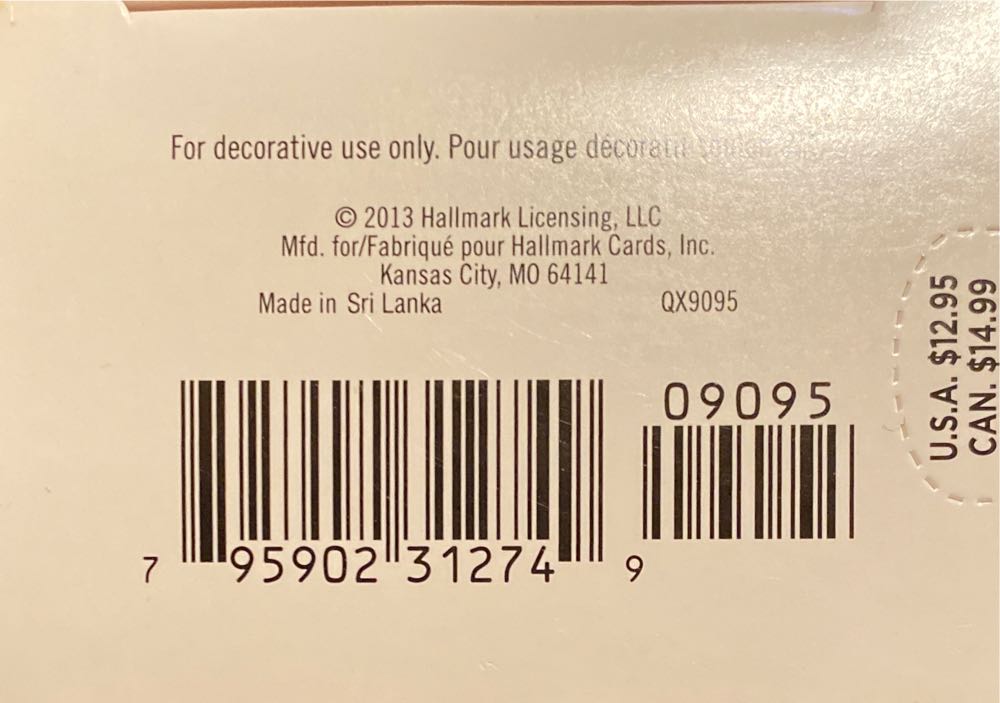 For decorative use only. Pour usage décoratif
© 2013 Hallmark Licensing, LLC
Mfd. for/Fabriqué pour Hallmark Cards, Inc.
Kansas City, MO 64141
Made in Sri Lanka QX9095
09095
7 95902 31274 9
U.S.A. $12.95
CAN. $14.99